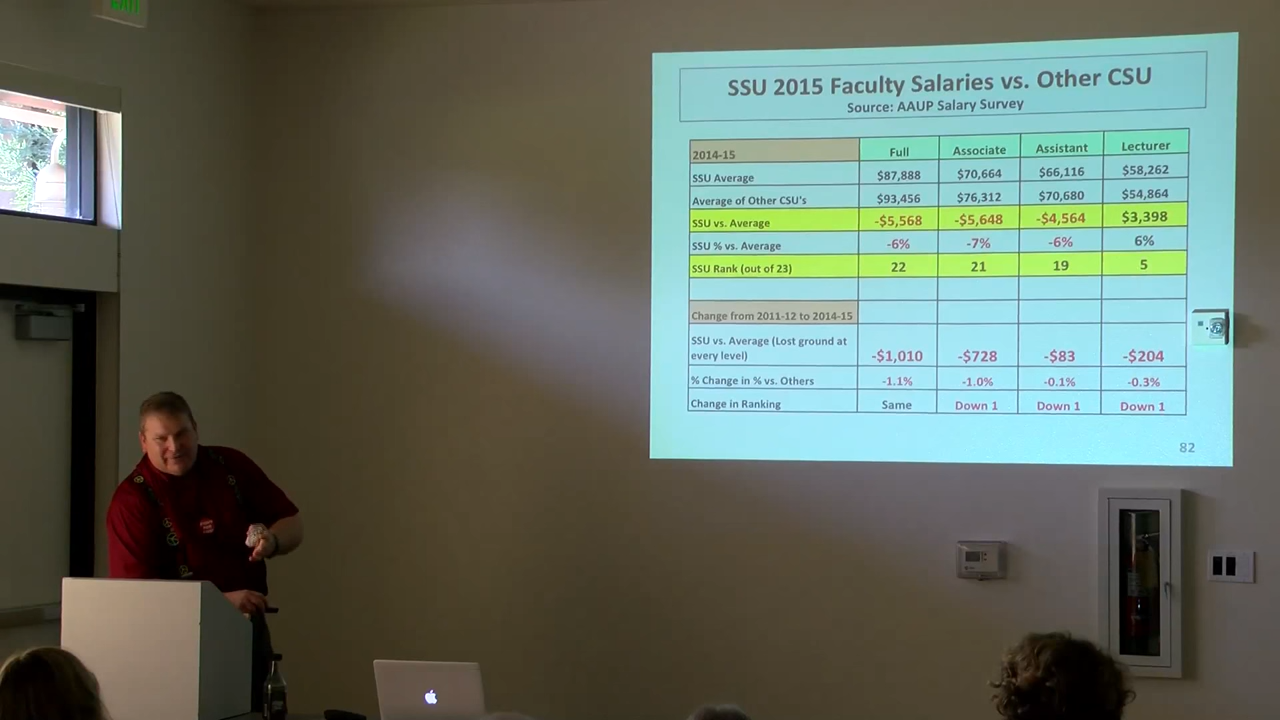 EXIT
SSU 2015 Faculty Salaries vs. Other CSU
Source: AAUP Salary Survey
2014-15 Full Associate Assistant Lecturer
SSU Average $87,888 $70,664 $66,116 $58,262
Average of Other CSU's $93,456 $76,312 $70,680 $54,864
SSU vs. Average -$5,568 -$5,648 -$4,564 $3,398
SSU % vs. Average -6% -7% -6% 6%
SSU Rank (out of 23) 22 21 19 5
Change from 2011-12 to 2014-15
SSU vs. Average (Lost ground at
every level) -$1,010 -$728 -$83 -$204
% Change in % vs. Others -1.1% -1.0% -0.1% -0.3%
Change in Ranking Same Down 1 Down 1 Down 1
82